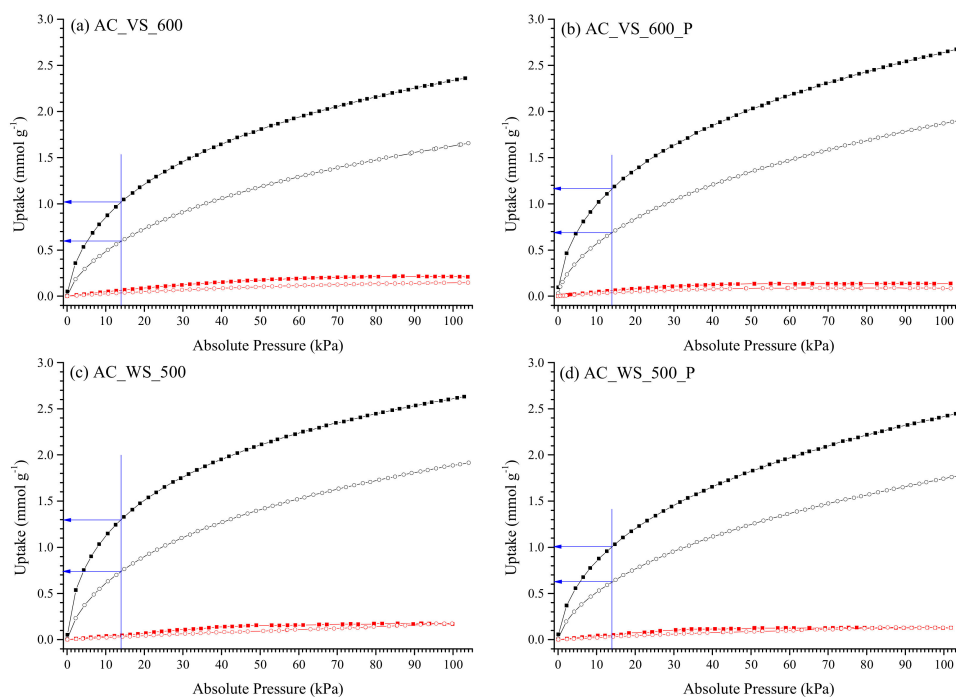 (a) AC_VS_600
3.0
2.5
2.0
1.5
1.0
0.5
0.0
Uptake (mmol g⁻¹)
0 10 20 30 40 50 60 70 80 90 100
Absolute Pressure (kPa)
(b) AC_VS_600_P
3.0
2.5
2.0
1.5
1.0
0.5
0.0
Uptake (mmol g⁻¹)
0 10 20 30 40 50 60 70 80 90 100
Absolute Pressure (kPa)
(c) AC_WS_500
3.0
2.5
2.0
1.5
1.0
0.5
0.0
Uptake (mmol g⁻¹)
0 10 20 30 40 50 60 70 80 90 100
Absolute Pressure (kPa)
(d) AC_WS_500_P
3.0
2.5
2.0
1.5
1.0
0.5
0.0
Uptake (mmol g⁻¹)
0 10 20 30 40 50 60 70 80 90 100
Absolute Pressure (kPa)